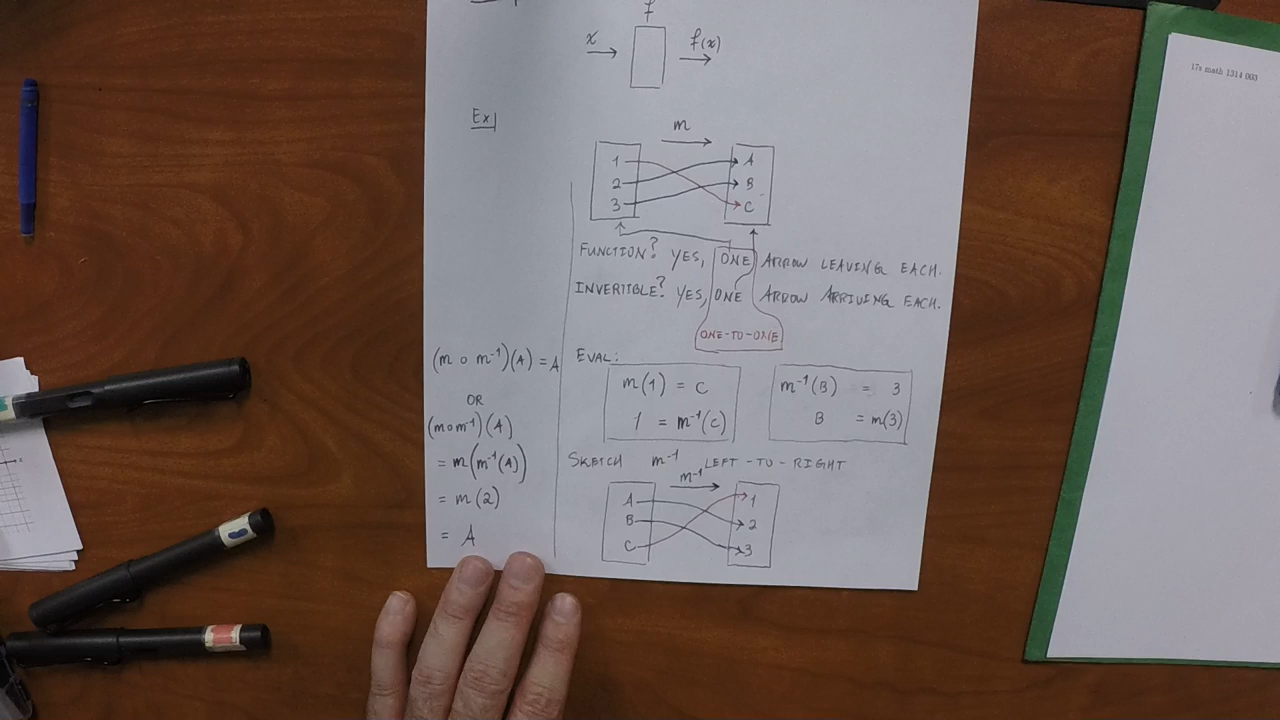 f
x
f(x)
Ex
m
1 A
2 B
3 C
FUNCTION? YES, ONE ARROW LEAVING EACH.
INVERTIBLE? YES, ONE ARROW ARRIVING EACH.
ONE-TO-ONE
EVAL:
m(1) = C
1 = m⁻¹(C)
m⁻¹(B) = 3
B = m(3)
SKETCH m⁻¹ LEFT-TO-RIGHT
m⁻¹
A 1
B 2
C 3
(m o m⁻¹)(A) = A
OR
(m o m⁻¹)(A)
= m(m⁻¹(A))
= m(2)
= A
17s math 1314 003